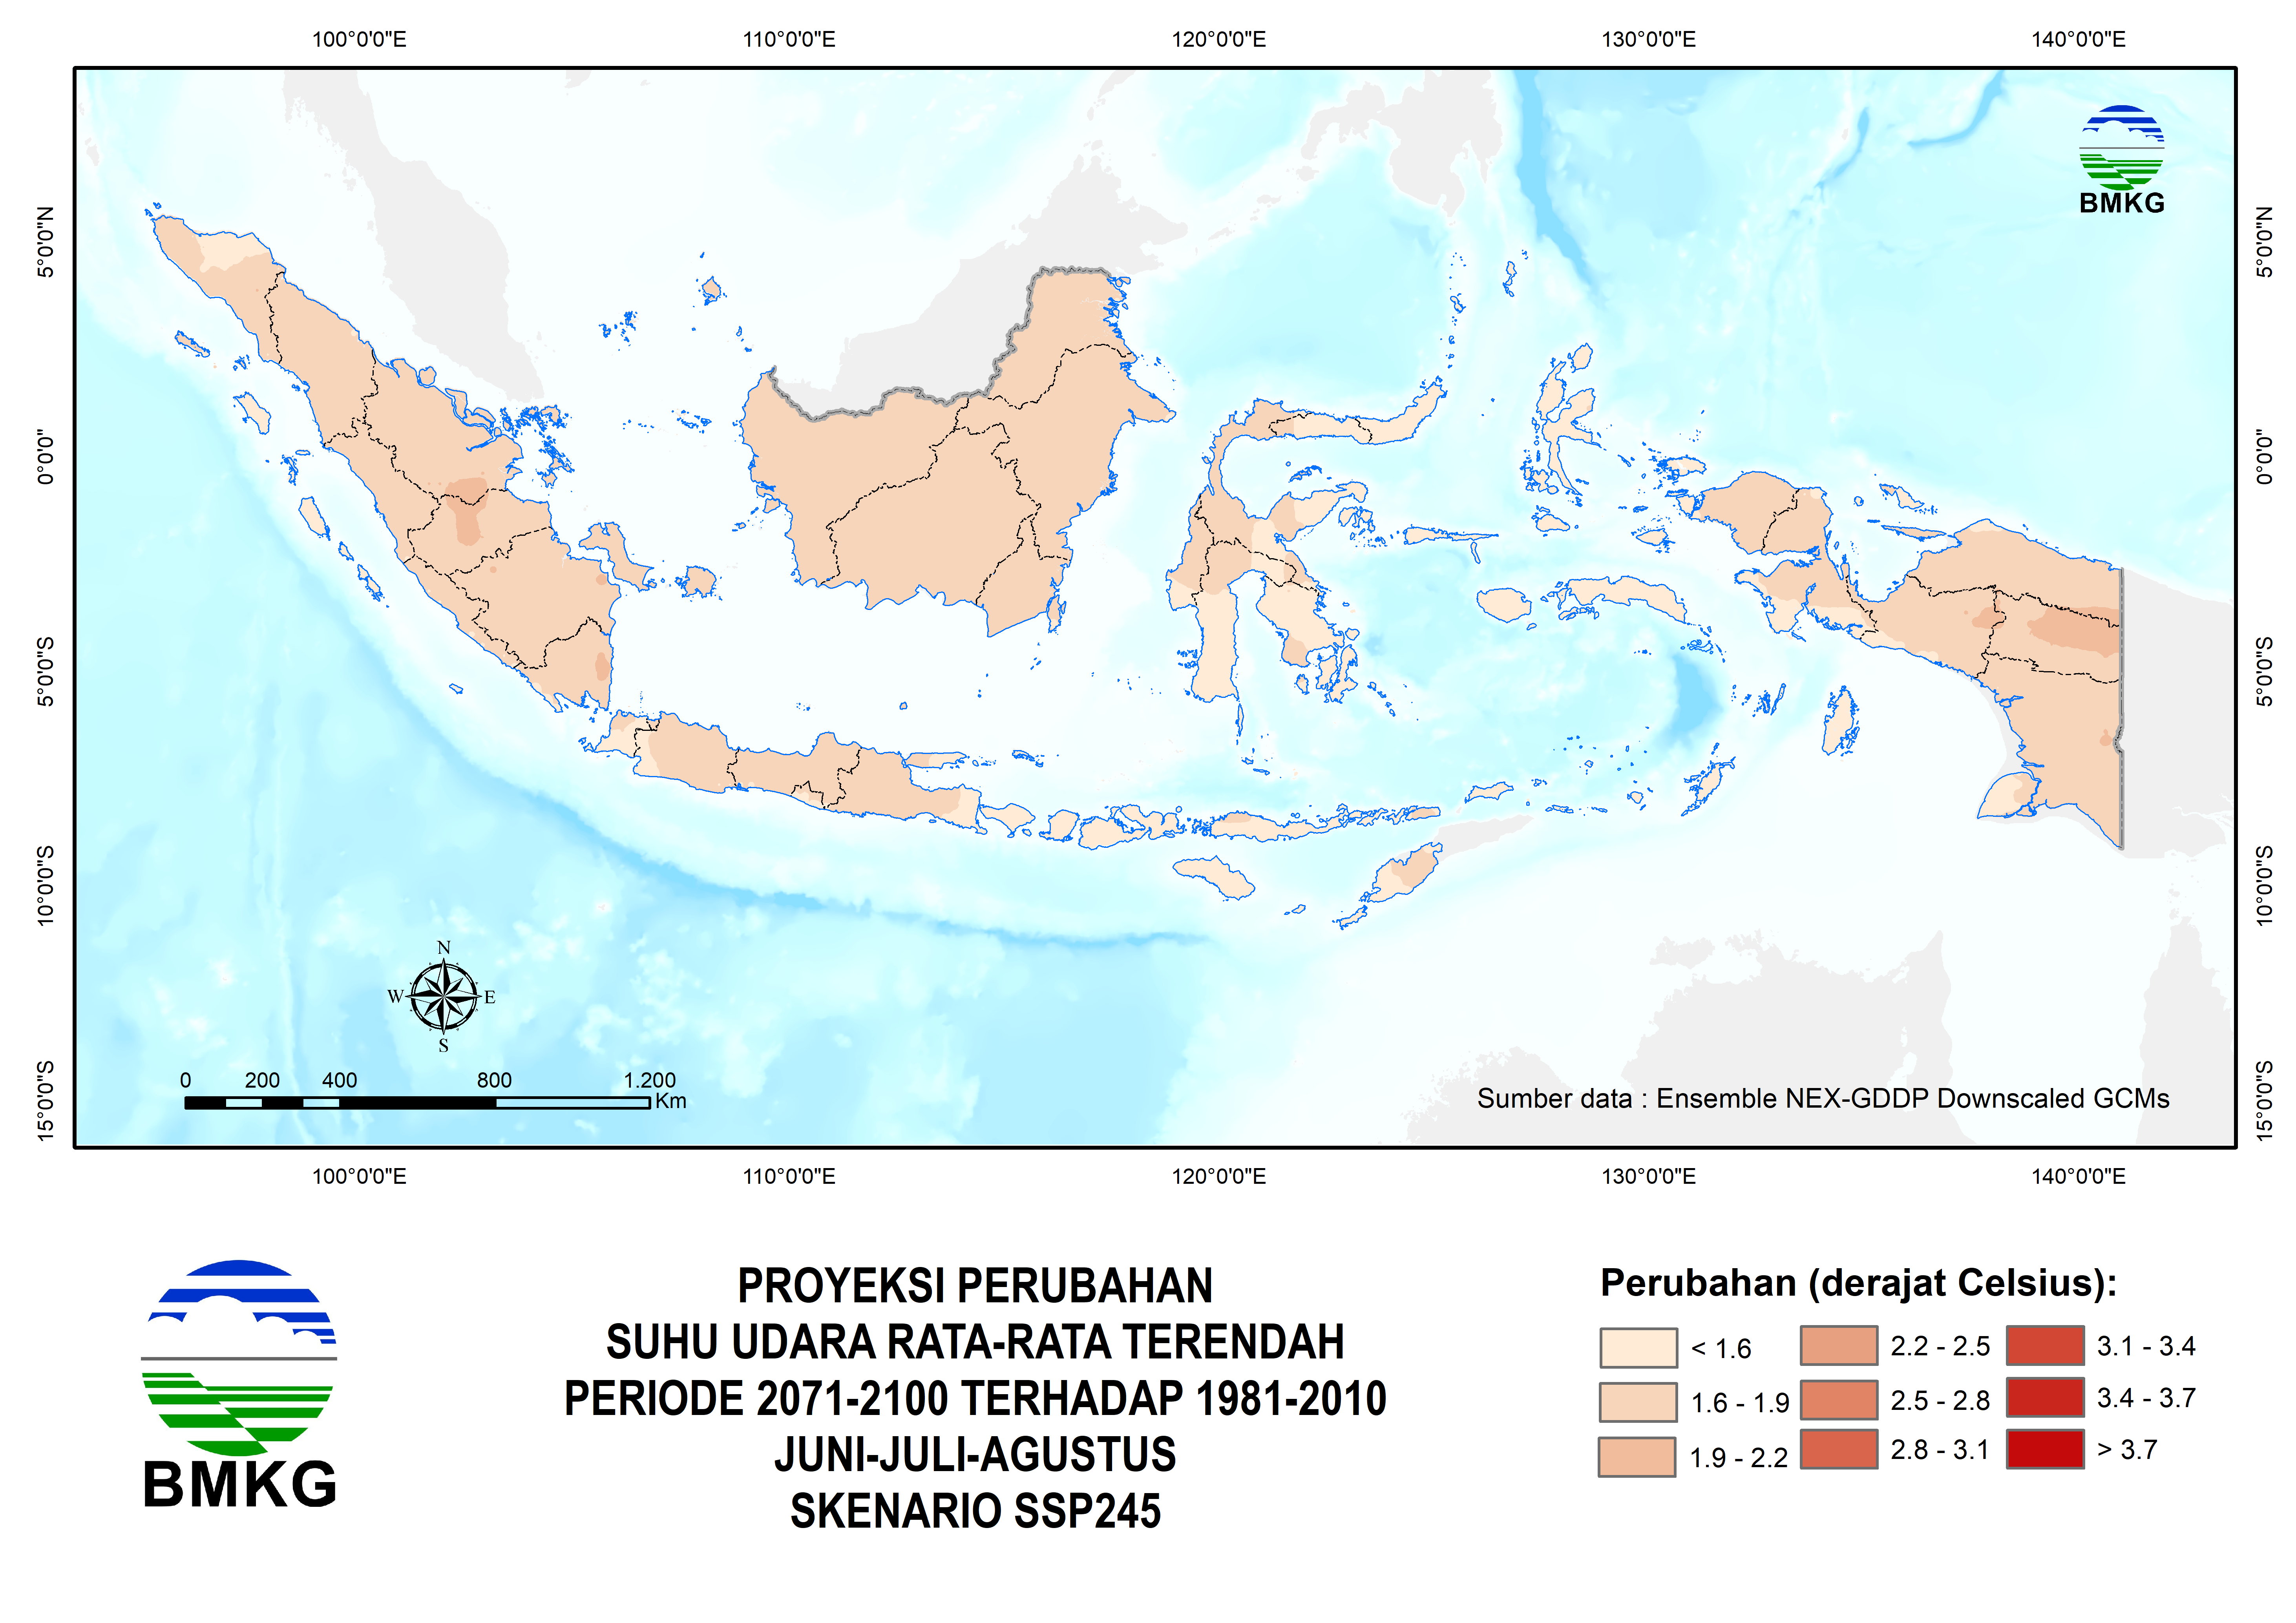 100°0'0"E 110°0'0"E 120°0'0"E 130°0'0"E 140°0'0"E
BMKG
5°0'0"N
0°0'0"
5°0'0"S
10°0'0"S
15°0'0"S
5°0'0"N
0°0'0"
5°0'0"S
10°0'0"S
15°0'0"S
N
W E
S
0 200 400 800 1.200
Km
Sumber data : Ensemble NEX-GDDP Downscaled GCMs
100°0'0"E 110°0'0"E 120°0'0"E 130°0'0"E 140°0'0"E
BMKG
PROYEKSI PERUBAHAN
SUHU UDARA RATA-RATA TERENDAH
PERIODE 2071-2100 TERHADAP 1981-2010
JUNI-JULI-AGUSTUS
SKENARIO SSP245
Perubahan (derajat Celsius):
< 1.6
1.6 - 1.9
1.9 - 2.2
2.2 - 2.5
2.5 - 2.8
2.8 - 3.1
3.1 - 3.4
3.4 - 3.7
> 3.7